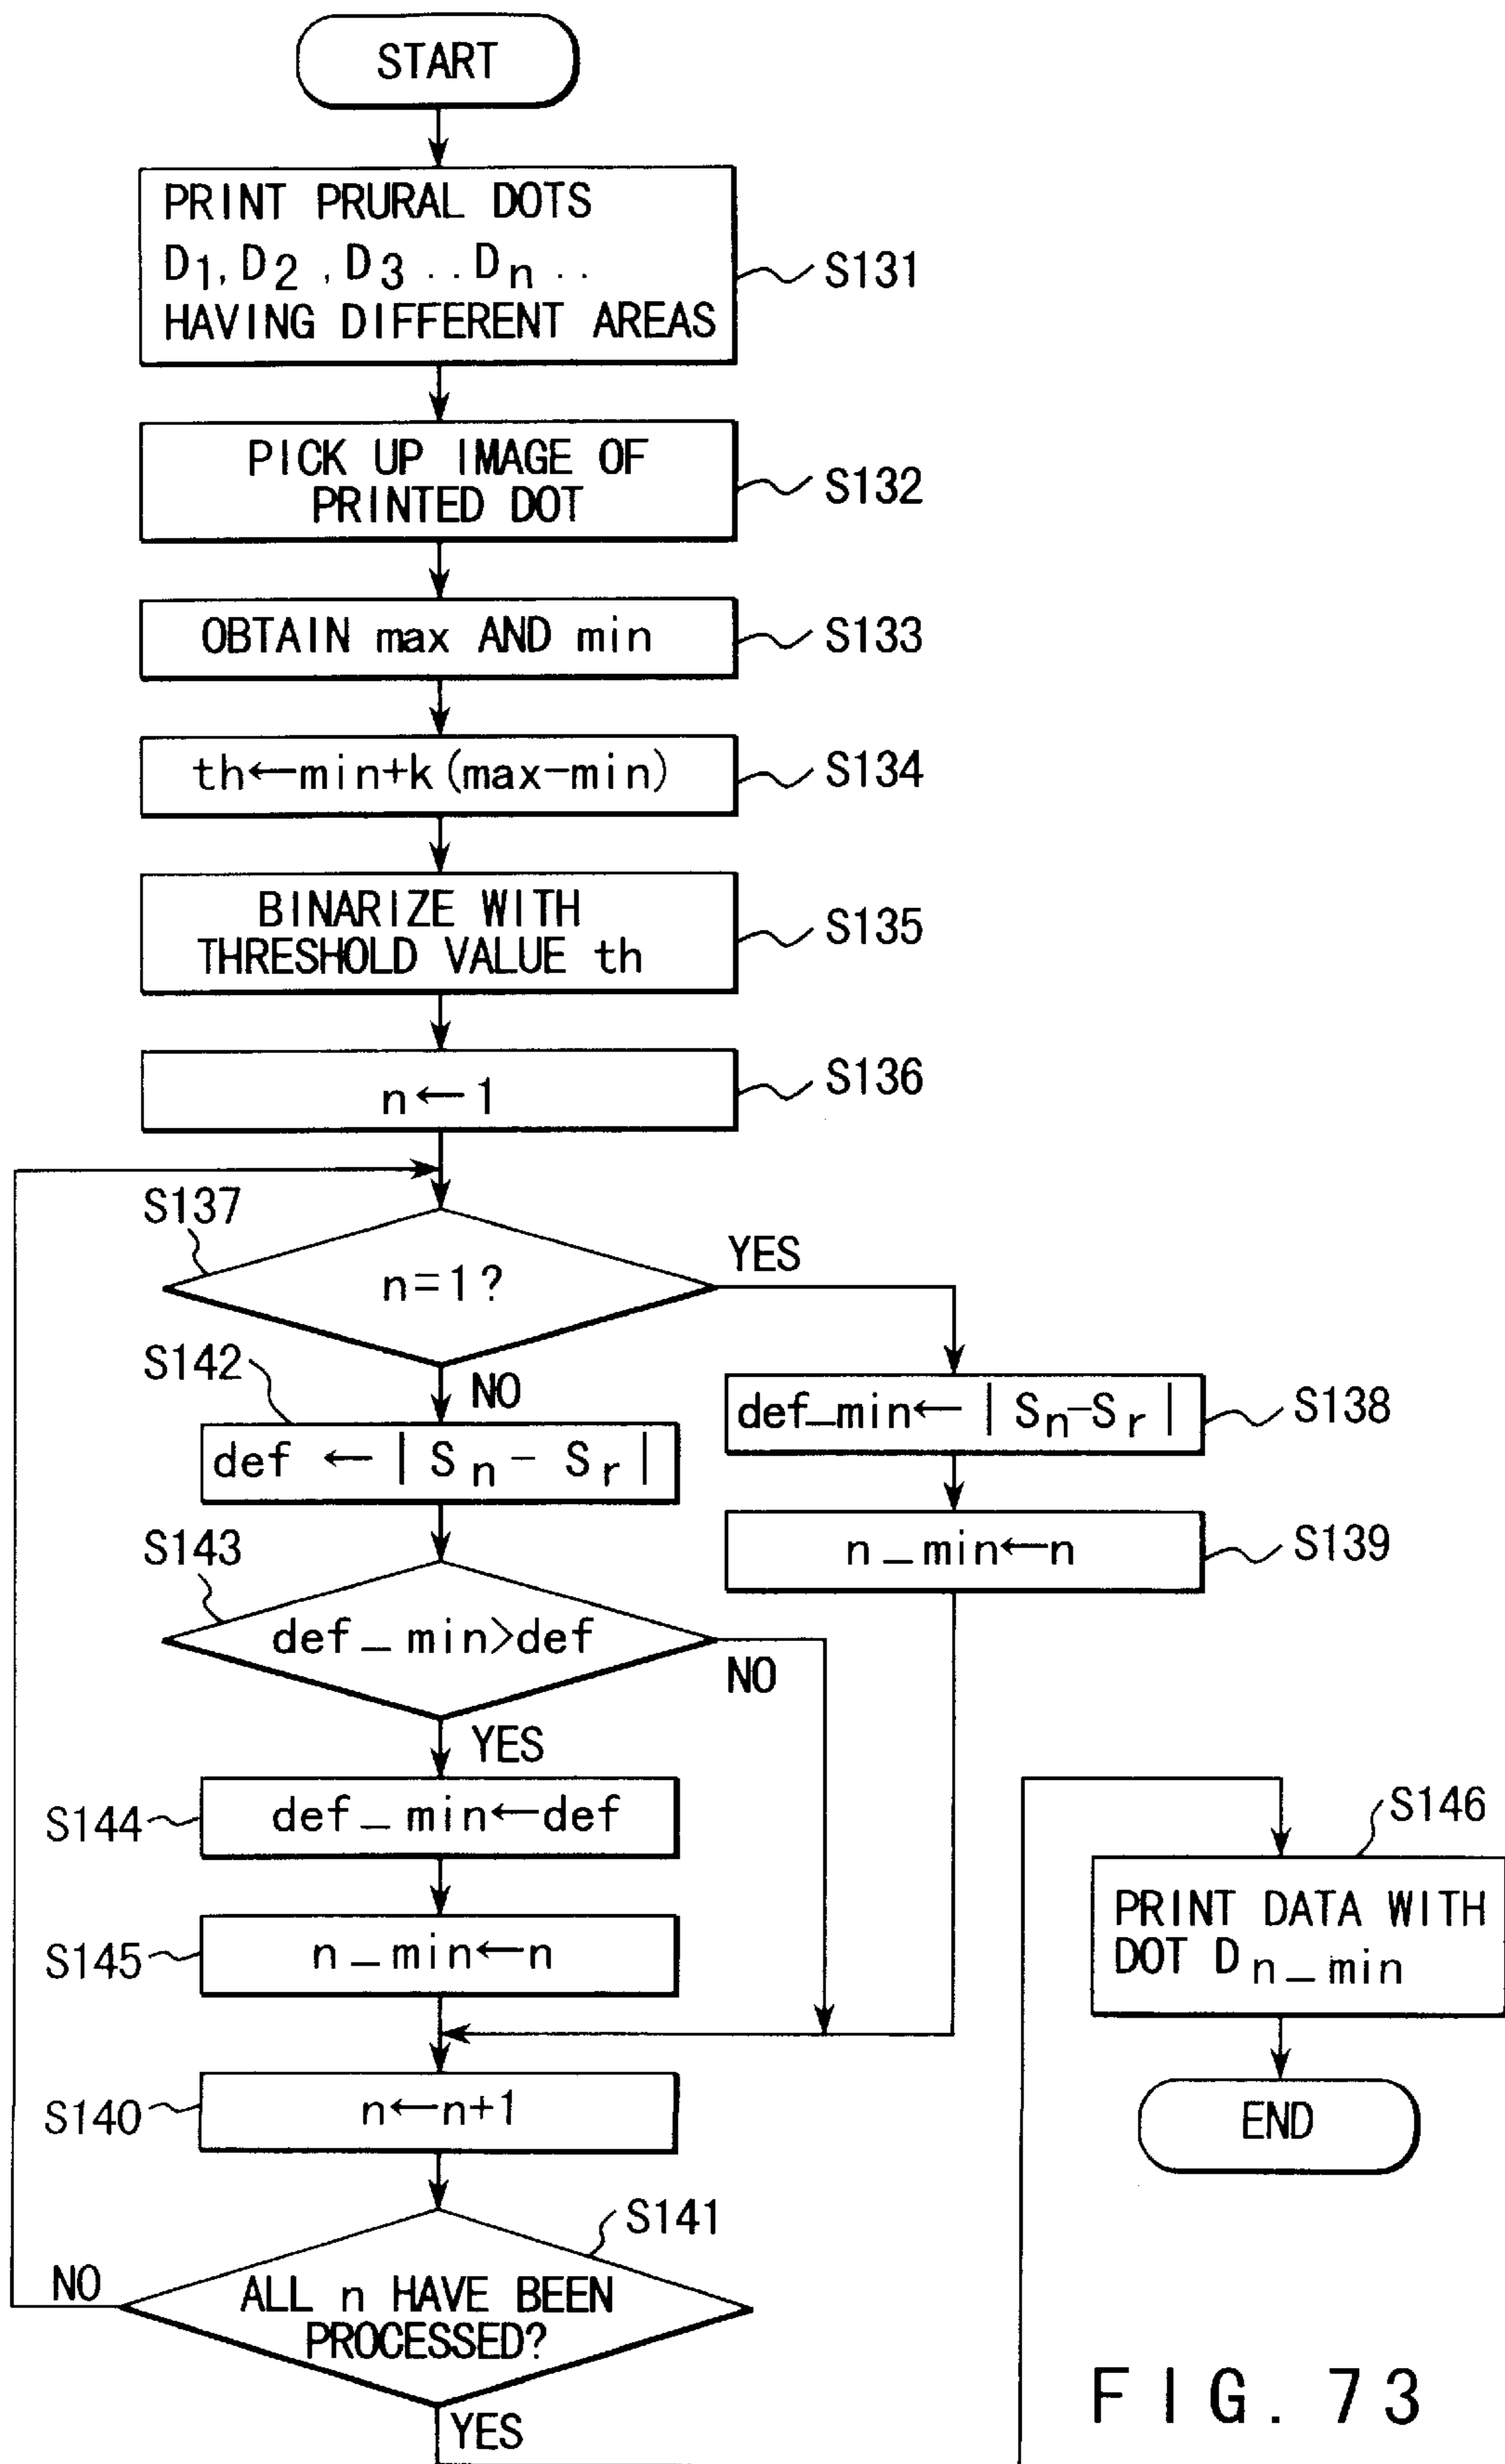 START
PRINT PRURAL DOTS
D1, D2 , D3 .. Dn ..
HAVING DIFFERENT AREAS
S131
PICK UP IMAGE OF
PRINTED DOT
S132
OBTAIN max AND min
S133
th←min+k(max-min)
S134
BINARIZE WITH
THRESHOLD VALUE th
S135
n←1
S136
S137
n=1?
YES
NO
S142
def ← | Sn - Sr |
def_min← | Sn-Sr |
S138
n_min←n
S139
S143
def_min>def
NO
YES
S144
def_min←def
S145
n_min←n
S140
n←n+1
S141
ALL n HAVE BEEN
PROCESSED?
NO
YES
S146
PRINT DATA WITH
DOT Dn_min
END
FIG. 73